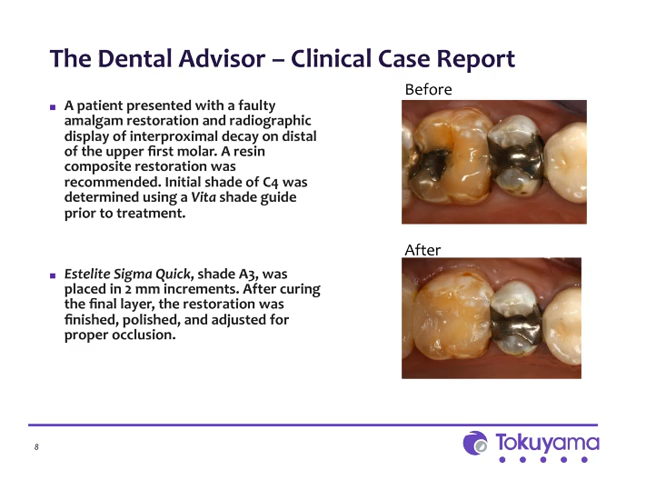 The Dental Advisor – Clinical Case Report
Before
A patient presented with a faulty
amalgam restoration and radiographic
display of interproximal decay on distal
of the upper first molar. A resin
composite restoration was
recommended. Initial shade of C4 was
determined using a Vita shade guide
prior to treatment.
After
Estelite Sigma Quick, shade A3, was
placed in 2 mm increments. After curing
the final layer, the restoration was
finished, polished, and adjusted for
proper occlusion.
8
Tokuyama